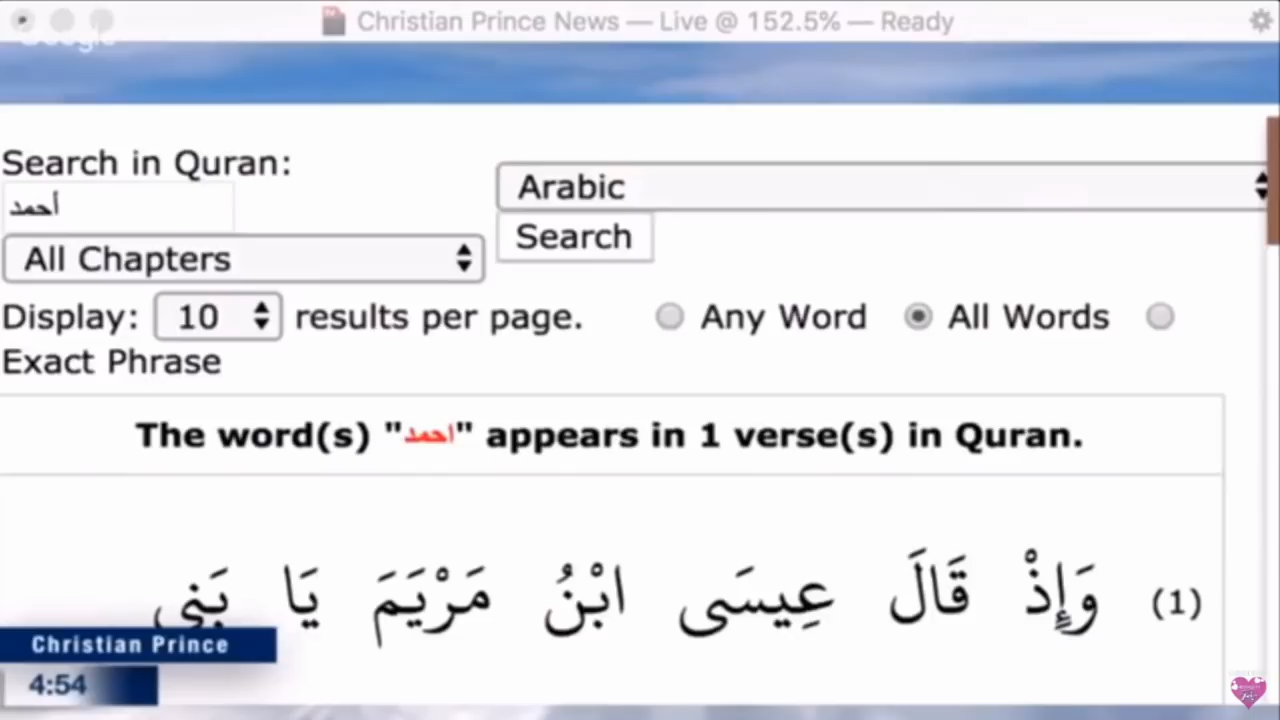 Christian Prince News — Live @ 152.5% — Ready
Google
Search in Quran:
أحمد
Arabic
Search
All Chapters
Display: 10 results per page. Any Word All Words
Exact Phrase
The word(s) "احمد" appears in 1 verse(s) in Quran.
(1) وَإِذْ قَالَ عِيسَى ابْنُ مَرْيَمَ يَا بَنِي
Christian Prince
4:54